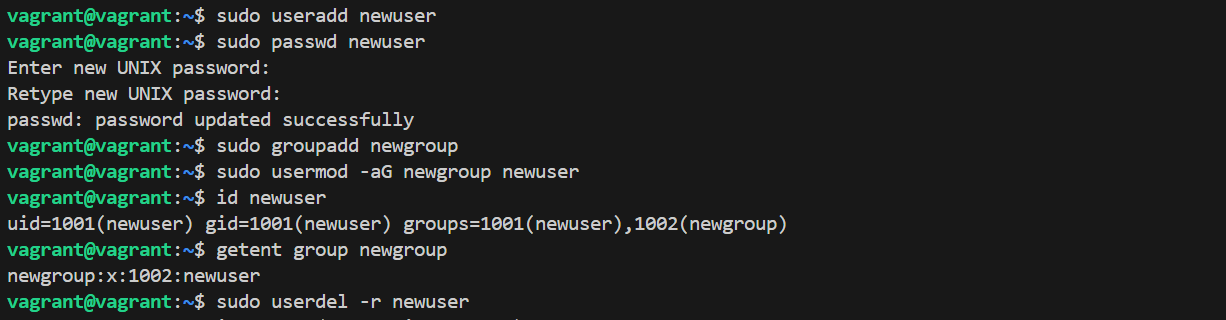 vagrant@vagrant:~$ sudo useradd newuser
vagrant@vagrant:~$ sudo passwd newuser
Enter new UNIX password:
Retype new UNIX password:
passwd: password updated successfully
vagrant@vagrant:~$ sudo groupadd newgroup
vagrant@vagrant:~$ sudo usermod -aG newgroup newuser
vagrant@vagrant:~$ id newuser
uid=1001(newuser) gid=1001(newuser) groups=1001(newuser),1002(newgroup)
vagrant@vagrant:~$ getent group newgroup
newgroup:x:1002:newuser
vagrant@vagrant:~$ sudo userdel -r newuser